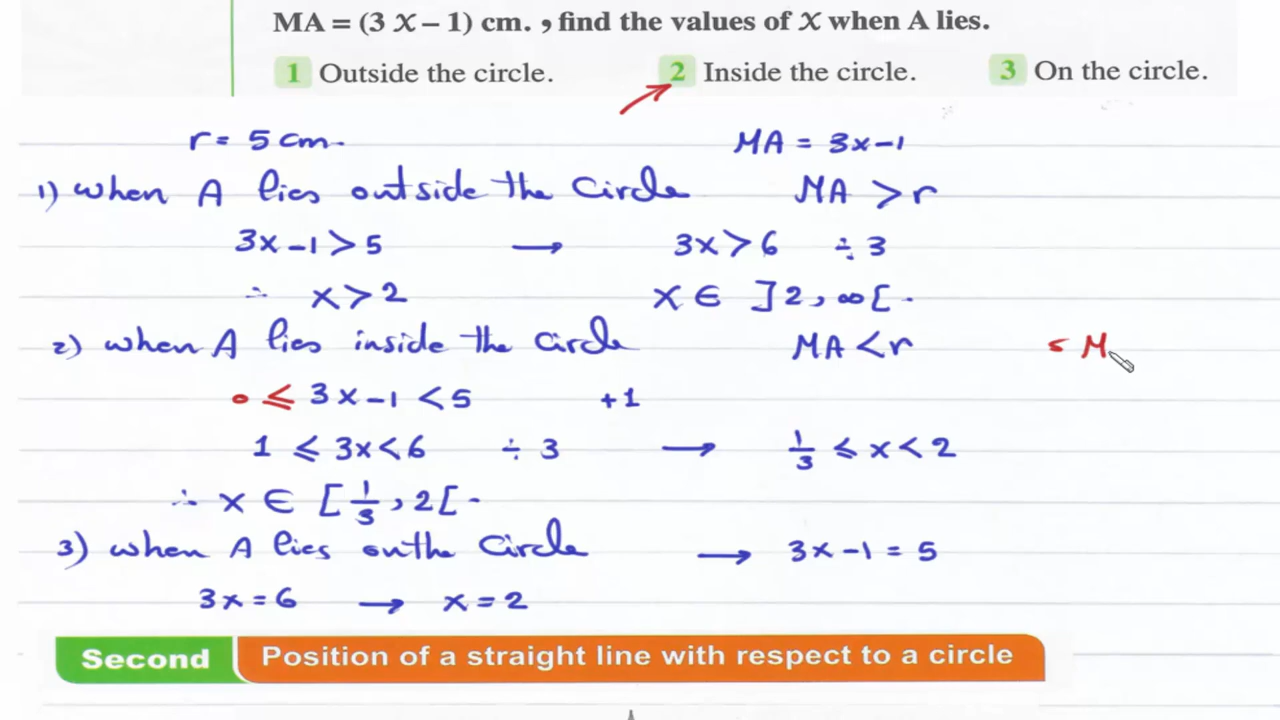 MA = (3 X – 1) cm. , find the values of X when A lies.
1 Outside the circle. 2 Inside the circle. 3 On the circle.
r = 5 cm. MA = 3x-1
1) when A lies outside the Circle MA > r
3x-1 > 5 → 3x > 6 ÷ 3
∴ x > 2 x ∈ ]2, ∞[.
2) when A lies inside the Circle MA < r ≤ M
0 ≤ 3x-1 < 5 +1
1 ≤ 3x < 6 ÷ 3 → 1/3 ≤ x < 2
∴ x ∈ [1/3, 2[.
3) when A lies on the Circle → 3x-1 = 5
3x = 6 → x = 2
Second Position of a straight line with respect to a circle